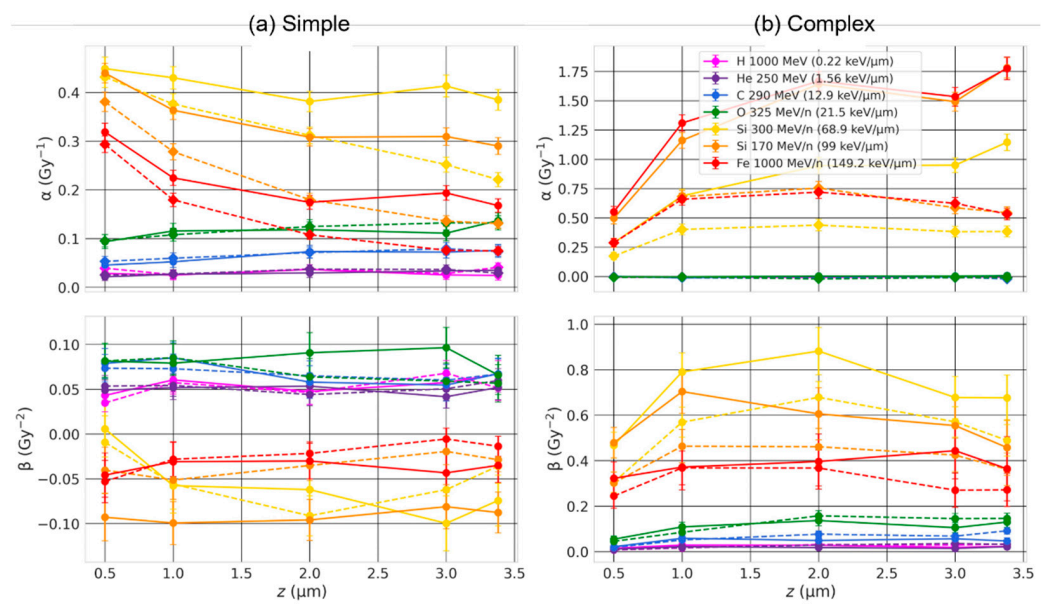 (a) Simple
(b) Complex
α (Gy⁻¹)
0.4
0.3
0.2
0.1
0.0
α (Gy⁻¹)
1.75
1.50
1.25
1.00
0.75
0.50
0.25
0.00
H 1000 MeV (0.22 keV/μm)
He 250 MeV (1.56 keV/μm)
C 290 MeV (12.9 keV/μm)
O 325 MeV/n (21.5 keV/μm)
Si 300 MeV/n (68.9 keV/μm)
Si 170 MeV/n (99 keV/μm)
Fe 1000 MeV/n (149.2 keV/μm)
β (Gy⁻²)
0.10
0.05
0.00
−0.05
−0.10
0.5 1.0 1.5 2.0 2.5 3.0 3.5
z (μm)
β (Gy⁻²)
1.0
0.8
0.6
0.4
0.2
0.0
0.5 1.0 1.5 2.0 2.5 3.0 3.5
z (μm)